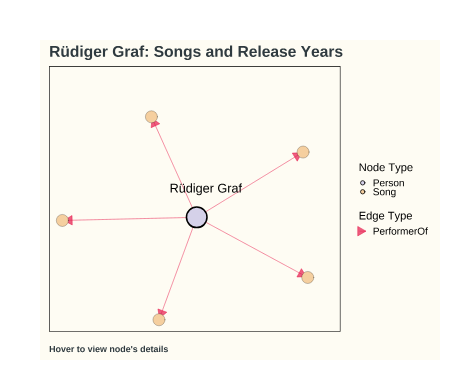 Rüdiger Graf: Songs and Release Years
Rüdiger Graf
Node Type
Person
Song
Edge Type
PerformerOf
Hover to view node's details